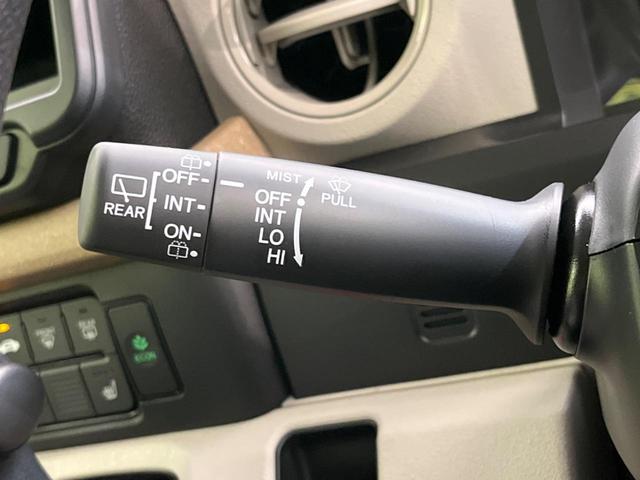 REAR
OFF
INT
ON
MIST
OFF
INT
LO
HI
PULL
ECON